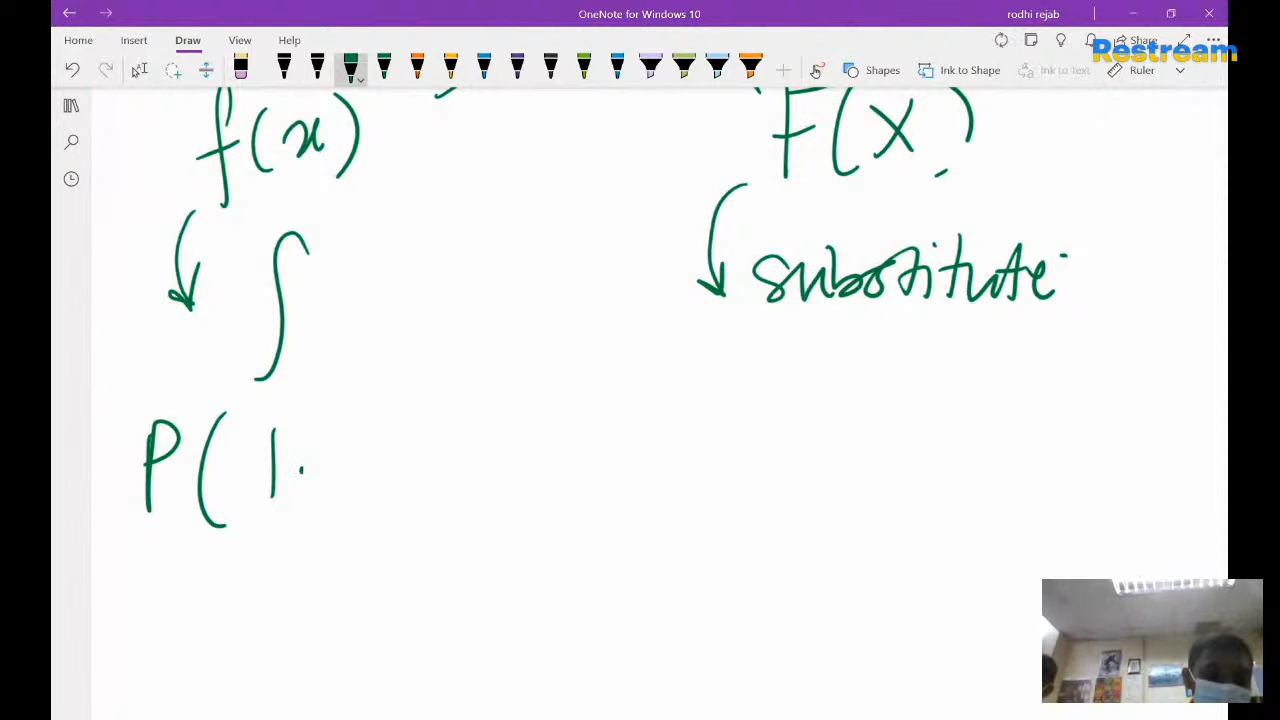 OneNote for Windows 10
rodhi rejab
Home Insert Draw View Help
Share
Restream
Shapes Ink to Shape Ink to Text Ruler
f(x) F(X)
∫ substitute
P( 1.